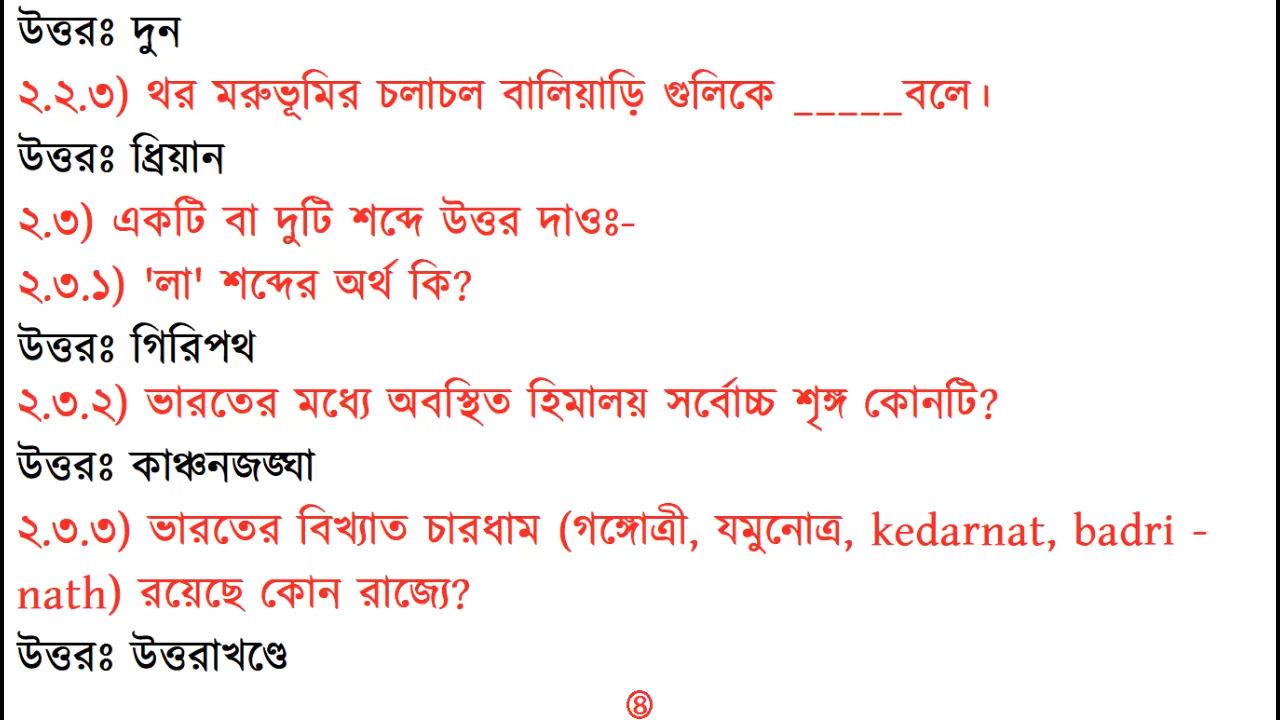 উত্তরঃ দুন
২.২.৩) থর মরুভূমির চলাচল বালিয়াড়ি গুলিকে _____বলে।
উত্তরঃ ধ্রিয়ান
২.৩) একটি বা দুটি শব্দে উত্তর দাওঃ-
২.৩.১) 'লা' শব্দের অর্থ কি?
উত্তরঃ গিরিপথ
২.৩.২) ভারতের মধ্যে অবস্থিত হিমালয় সর্বোচ্চ শৃঙ্গ কোনটি?
উত্তরঃ কাঞ্চনজঙ্ঘা
২.৩.৩) ভারতের বিখ্যাত চারধাম (গঙ্গোত্রী, যমুনোত্র, kedarnat, badri -
nath) রয়েছে কোন রাজ্যে?
উত্তরঃ উত্তরাখণ্ডে
⑧